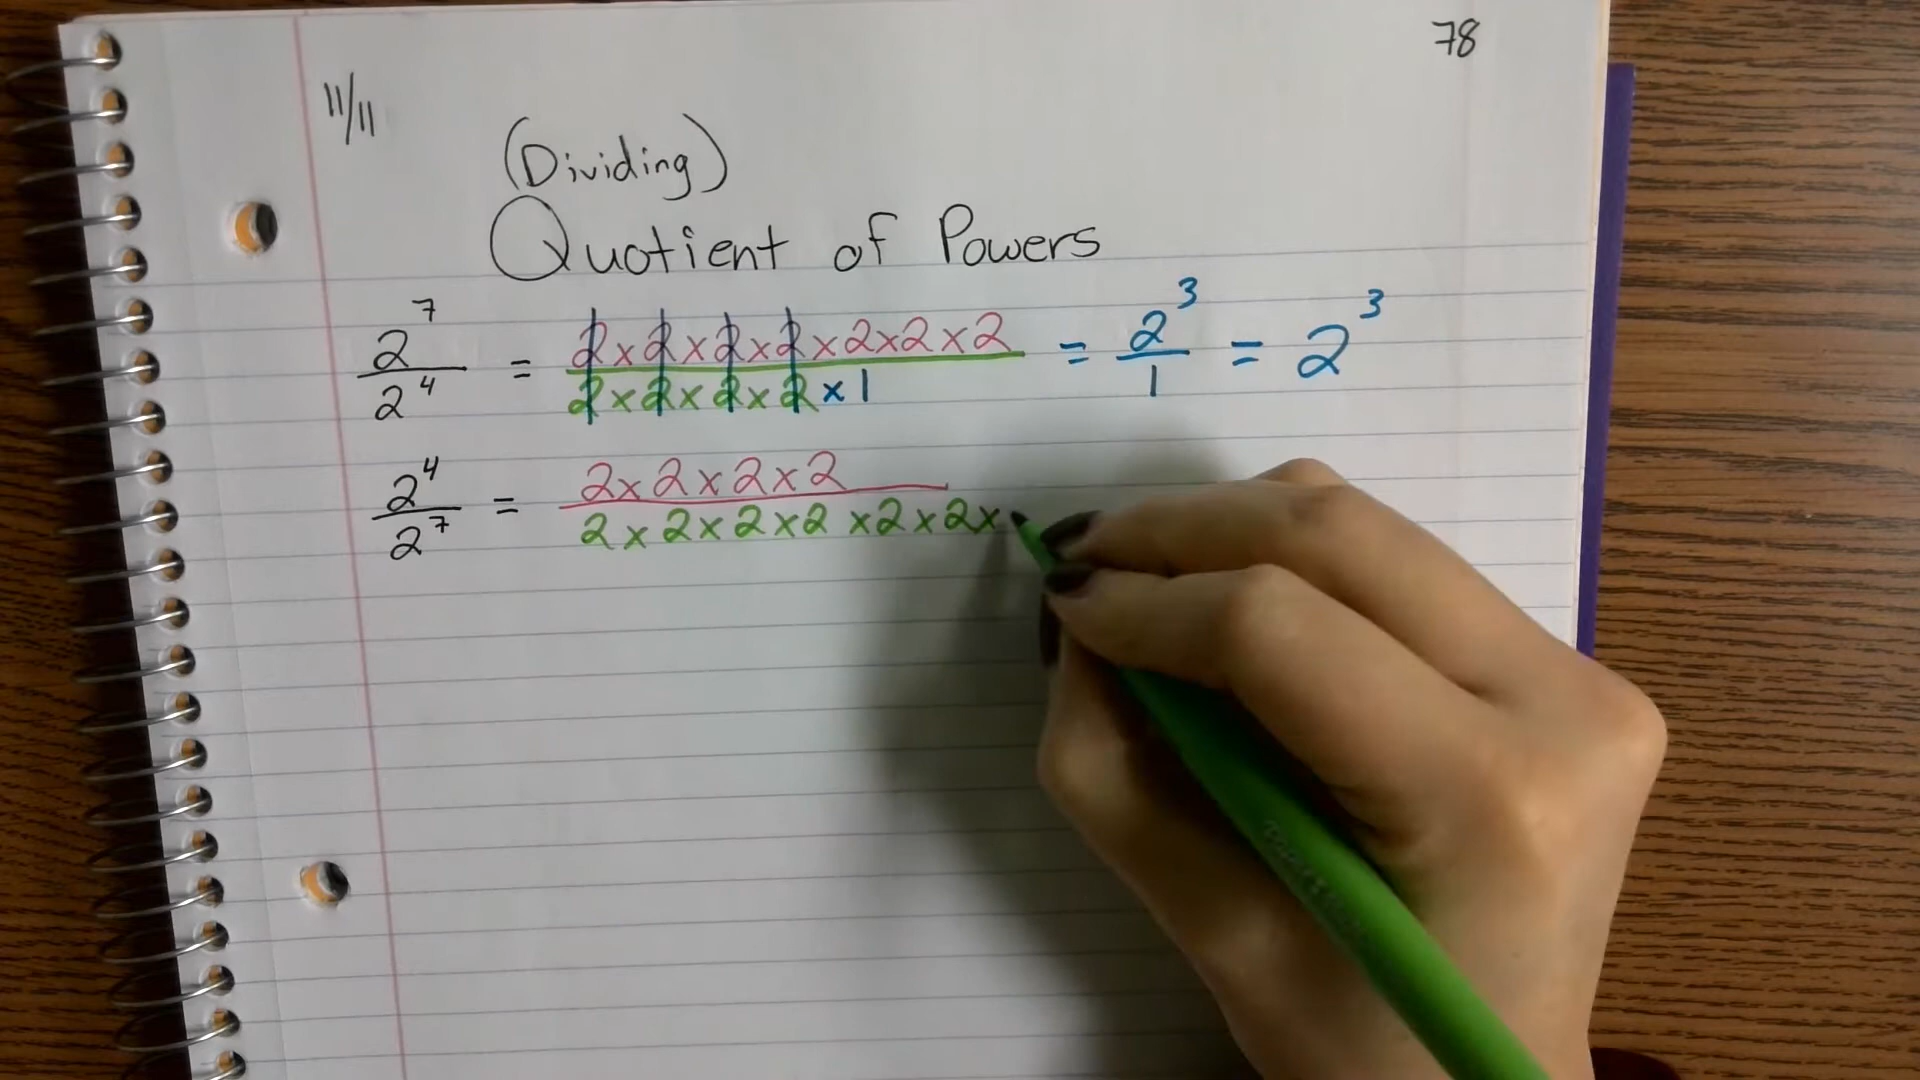 78
11/11
(Dividing)
Quotient of Powers
2^7/2^4 = 2×2×2×2×2×2×2/2×2×2×2×1 = 2^3/1 = 2^3
2^4/2^7 = 2×2×2×2/2×2×2×2×2×2×